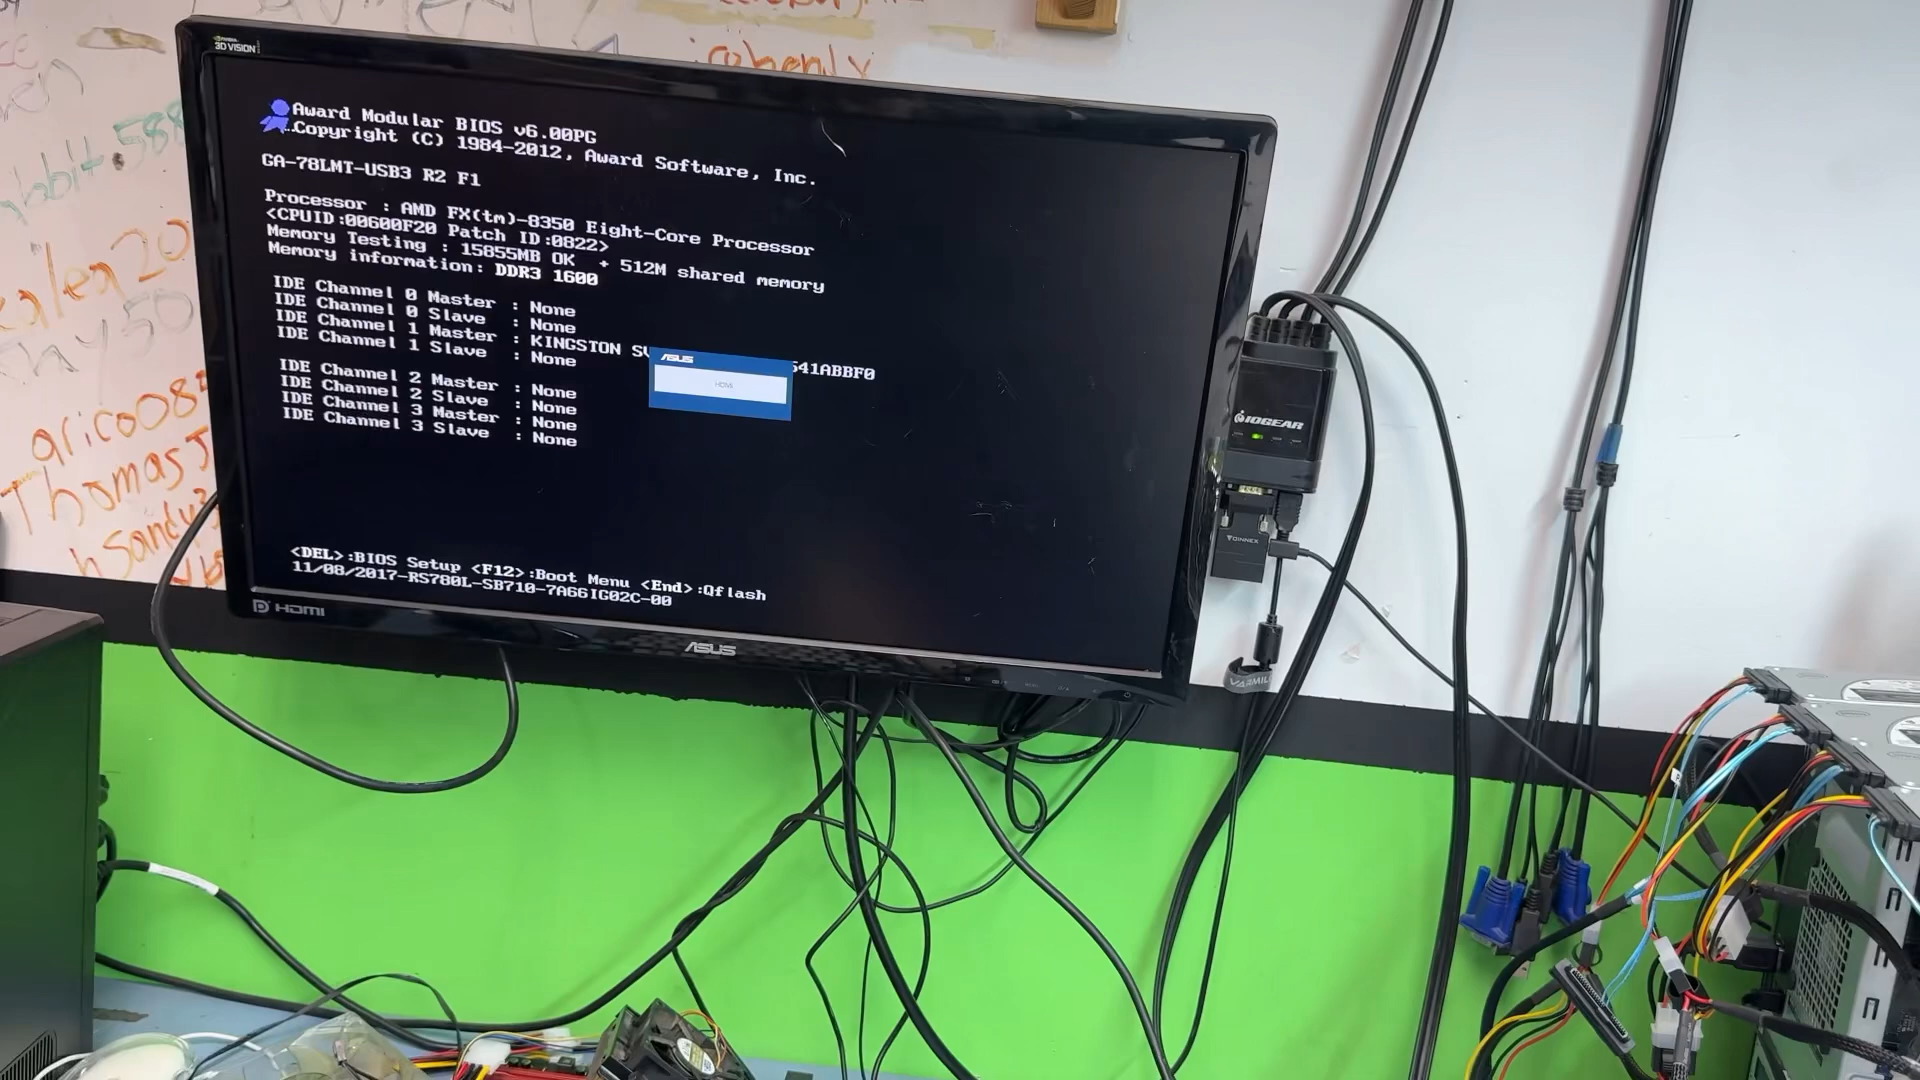 3D VISION
Award Modular BIOS v6.00PG
Copyright (C) 1984-2012, Award Software, Inc.
GA-78LMT-USB3 R2 F1
Processor : AMD FX(tm)-8350 Eight-Core Processor
<CPUID:00600F20 Patch ID:0822>
Memory Testing : 15855MB OK + 512M shared memory
Memory information: DDR3 1600
IDE Channel 0 Master : None
IDE Channel 0 Slave : None
IDE Channel 1 Master : KINGSTON 541ABBF0
IDE Channel 1 Slave : None
IDE Channel 2 Master : None
IDE Channel 2 Slave : None
IDE Channel 3 Master : None
IDE Channel 3 Slave : None
ASUS
HDMI
<DEL>:BIOS Setup <F12>:Boot Menu <End>:Qflash
11/08/2017-RS780L-SB710-7A66IG02C-00
HDMI
ASUS
IOGEAR
arico08
ThomasJ
hSandy